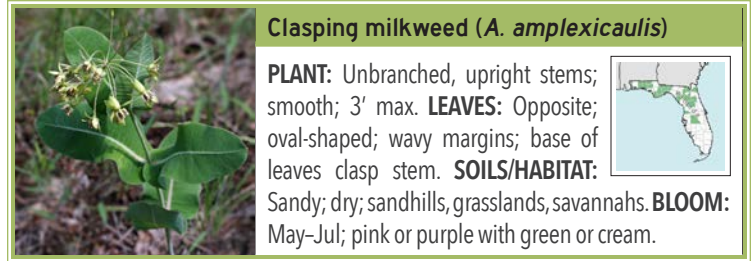 Clasping milkweed (A. amplexicaulis)
PLANT: Unbranched, upright stems;
smooth; 3’ max. LEAVES: Opposite;
oval-shaped; wavy margins; base of
leaves clasp stem. SOILS/HABITAT:
Sandy; dry; sandhills, grasslands, savannahs. BLOOM:
May–Jul; pink or purple with green or cream.